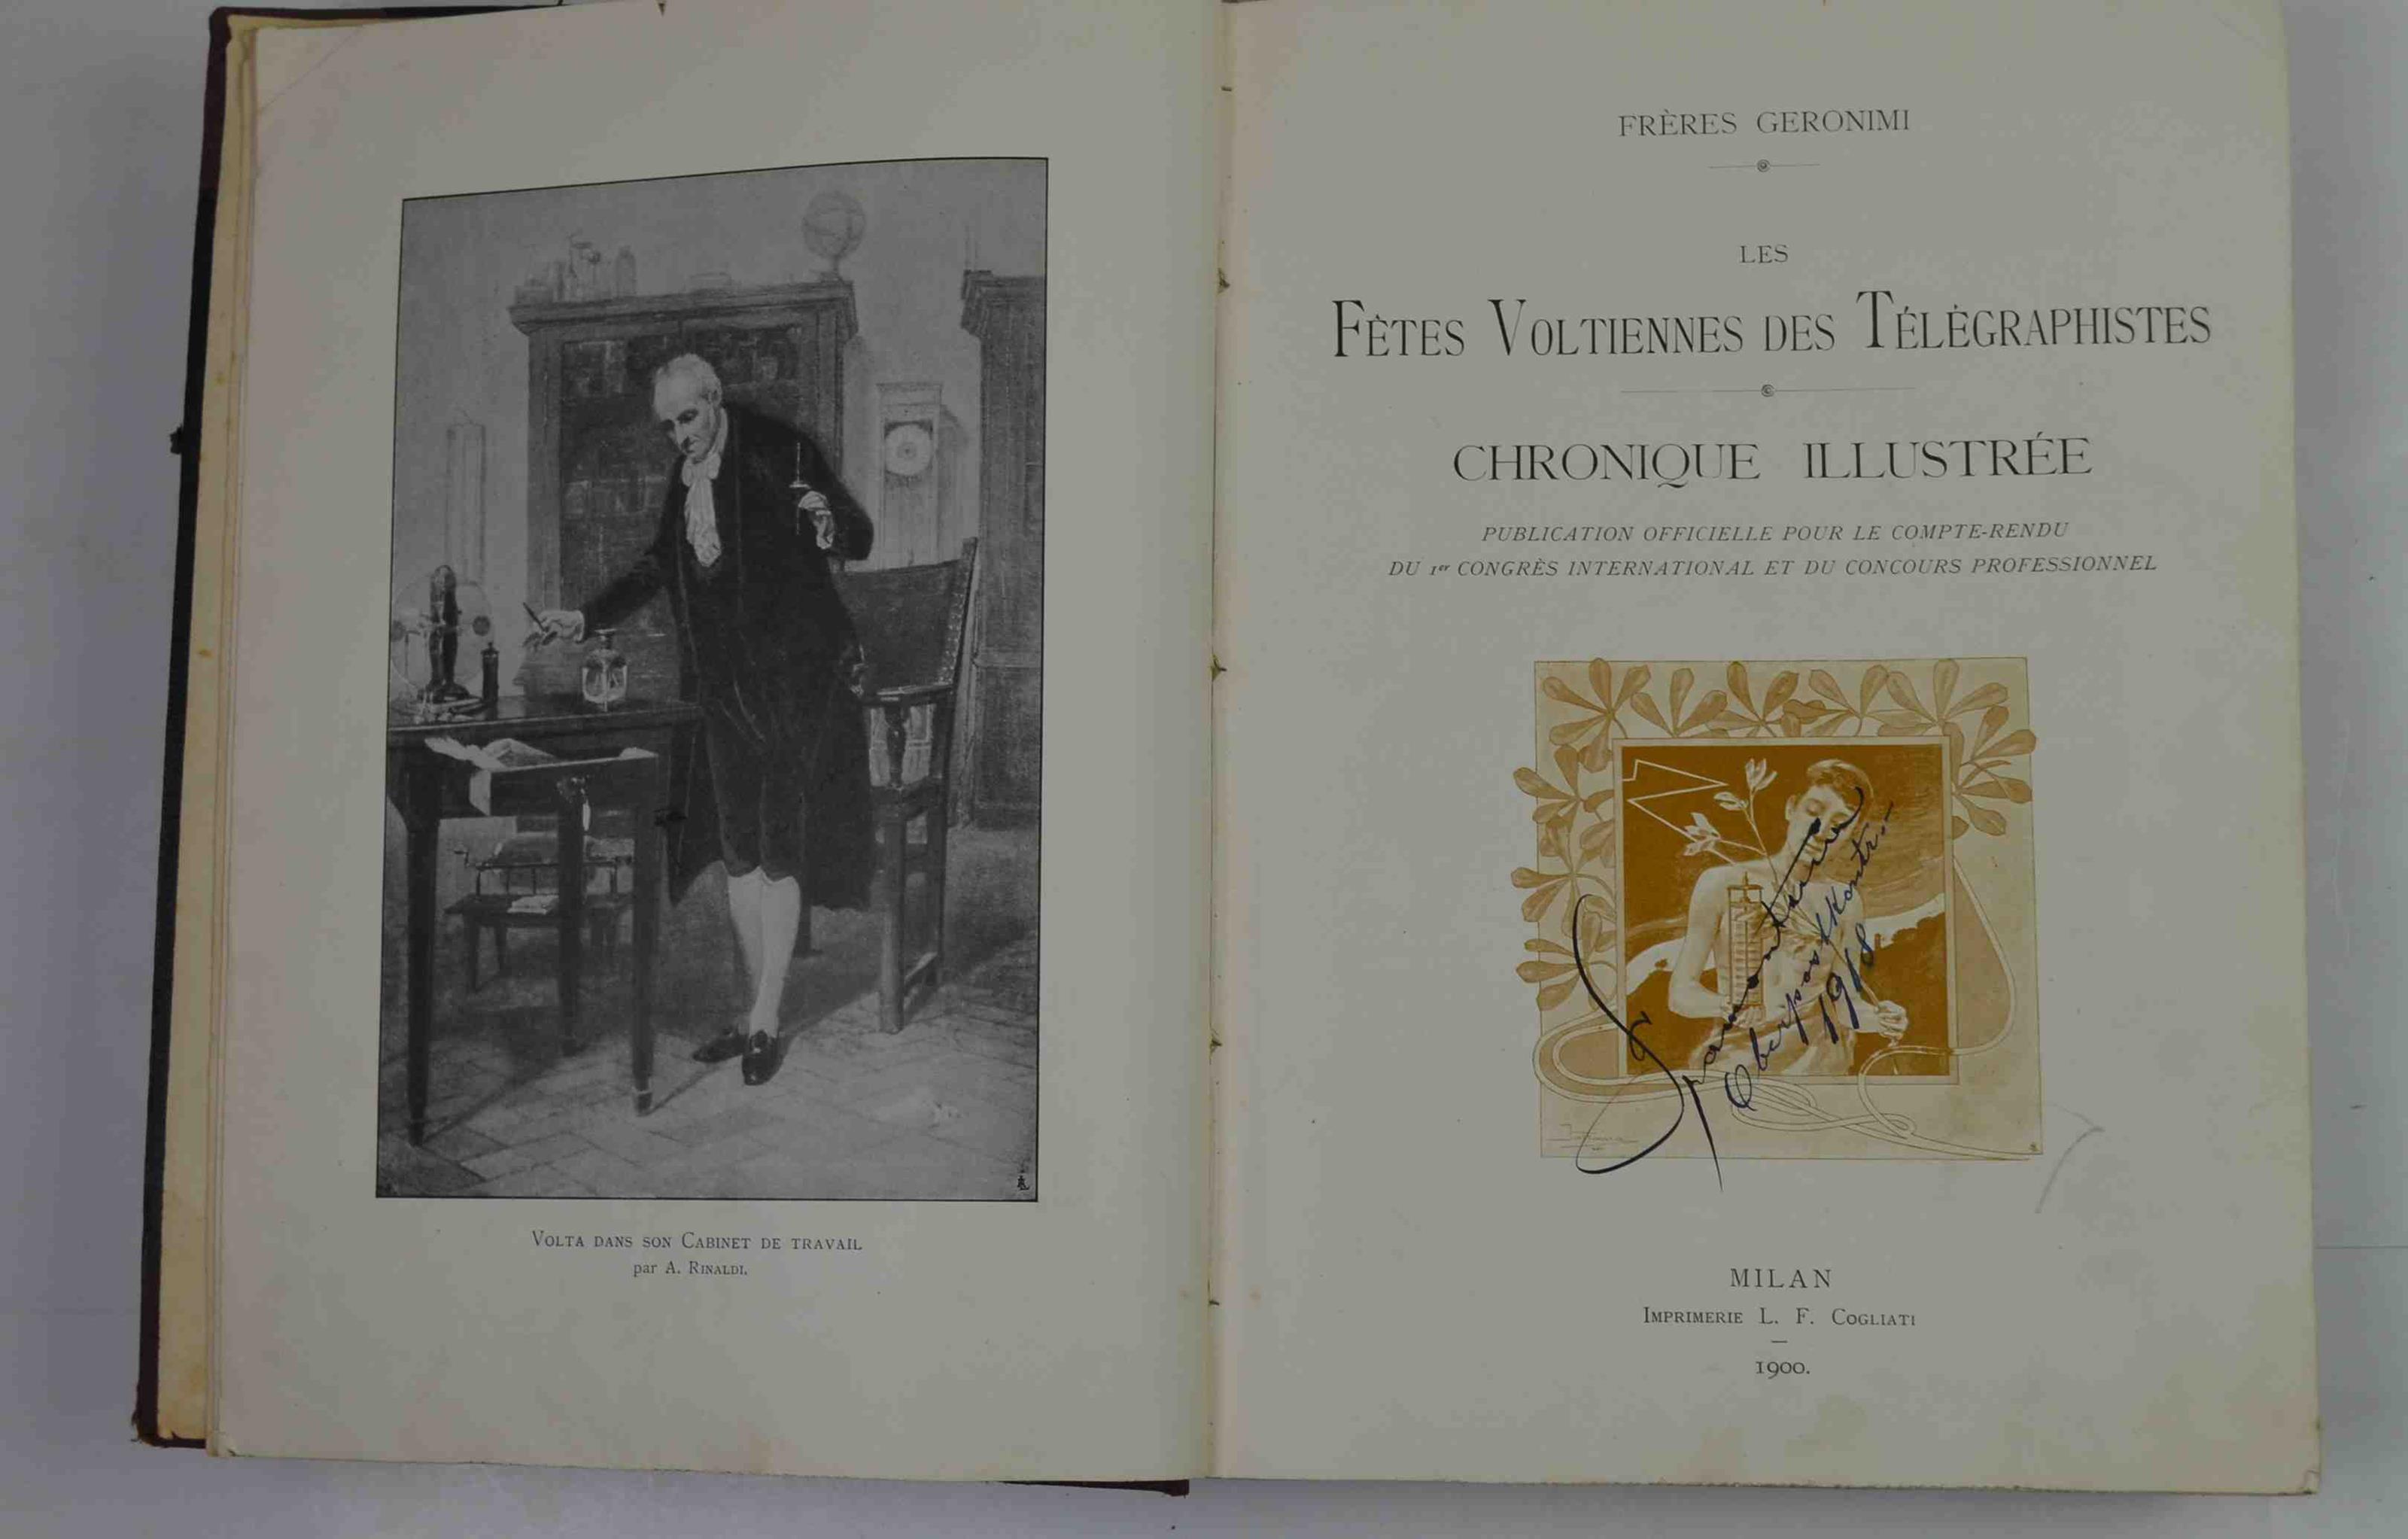 VOLTA DANS SON CABINET DE TRAVAIL
par A. RINALDI.
FRÈRES GERONIMI
LES
FÊTES VOLTIENNES DES TÉLÉGRAPHISTES
CHRONIQUE ILLUSTRÉE
PUBLICATION OFFICIELLE POUR LE COMPTE-RENDU
DU 1er CONGRÈS INTERNATIONAL ET DU CONCOURS PROFESSIONNEL
Oberpostkontr.
1918
MILAN
IMPRIMERIE L. F. COGLIATI
1900.